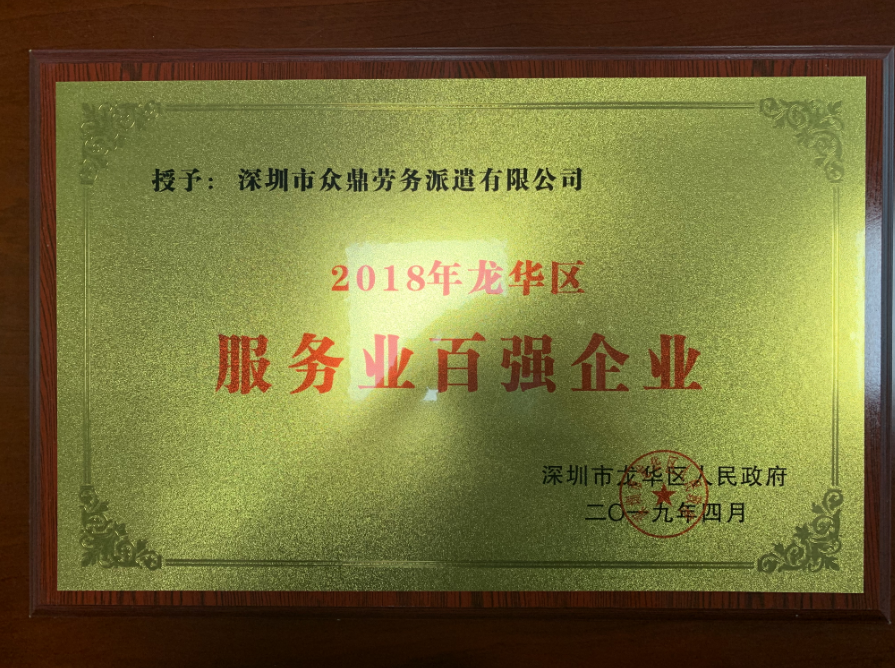 授予：深圳市众鼎劳务派遣有限公司
2018年龙华区
服务业百强企业
深圳市龙华区人民政府
二〇一九年四月